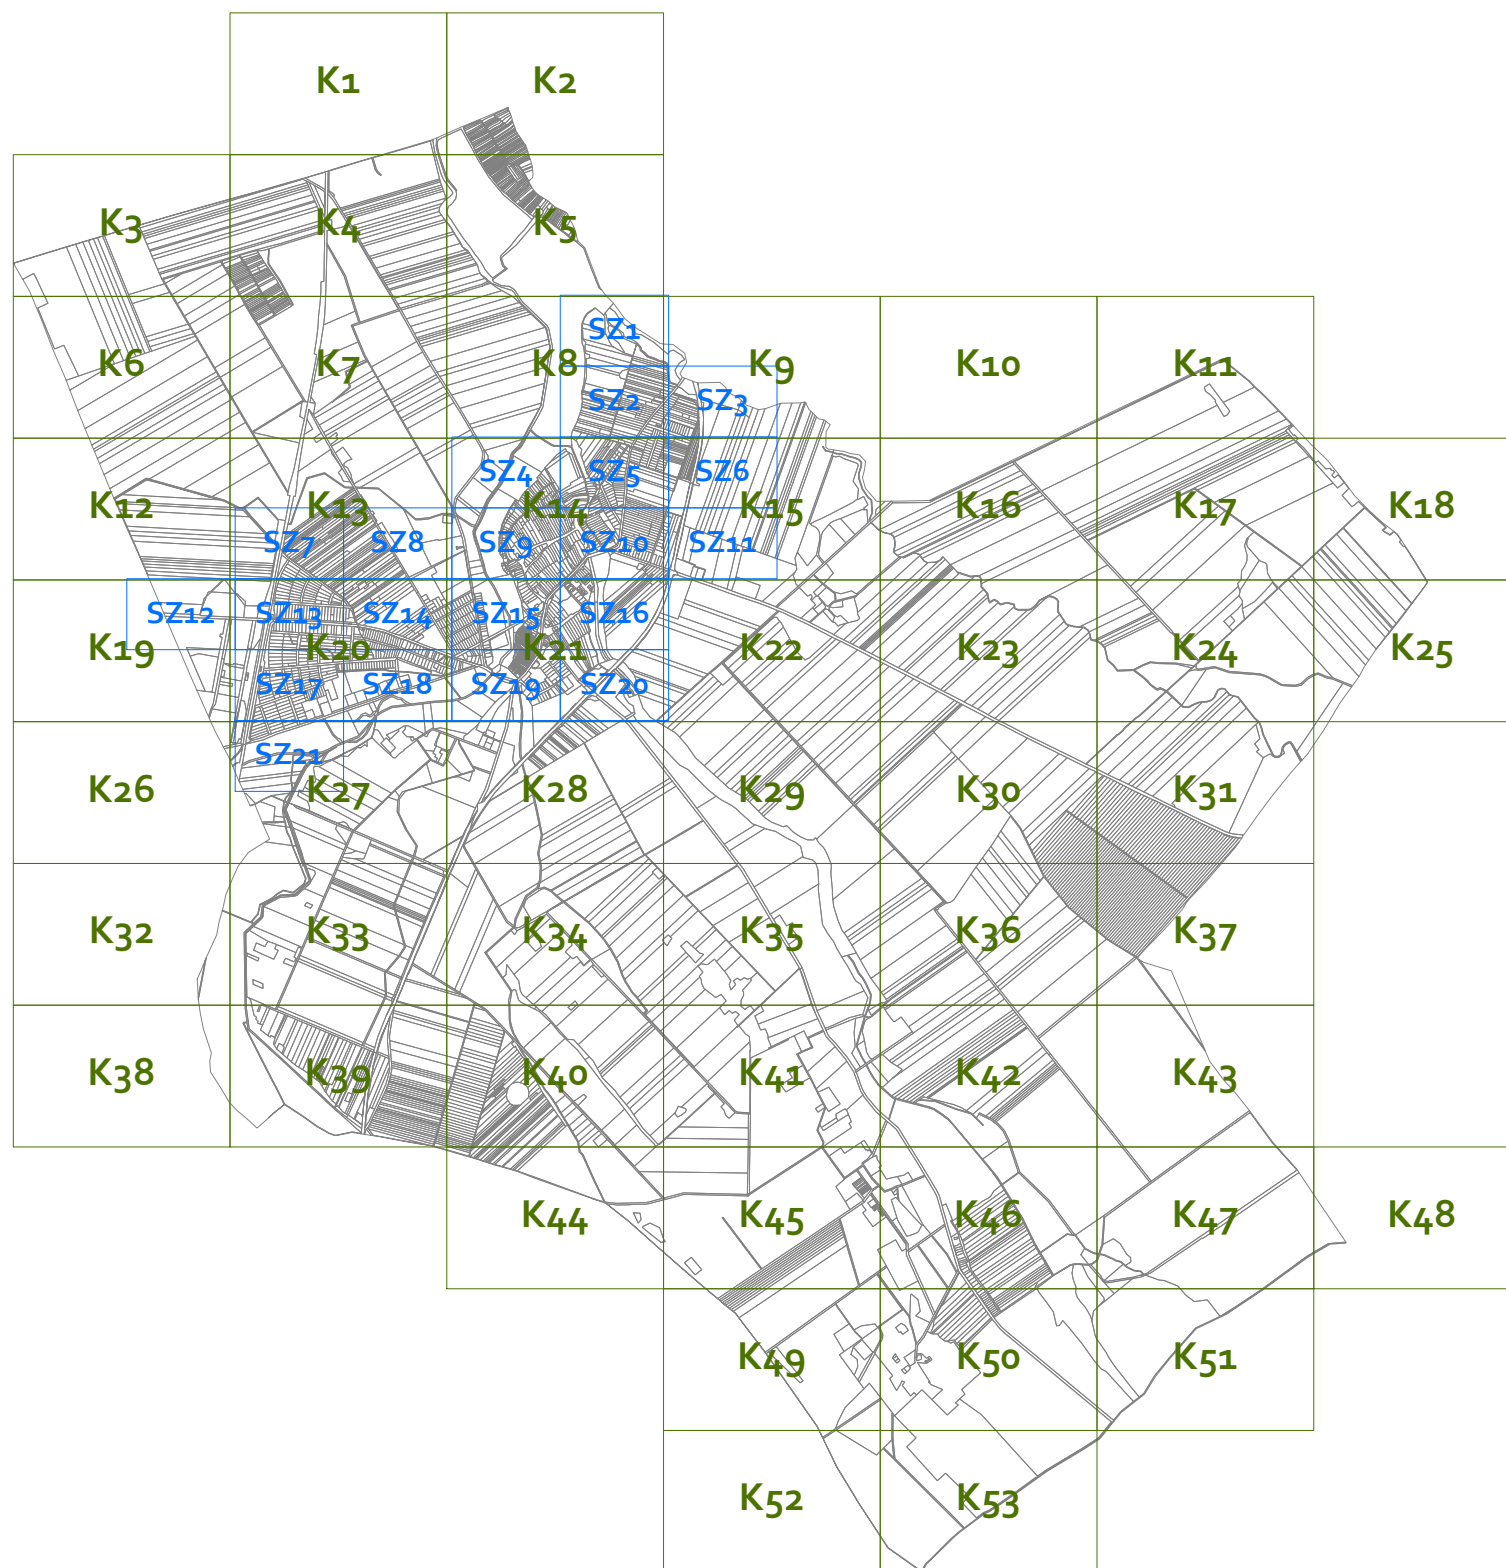 K1 K2
K3 K4 K5
SZ1
K6 K7 K8 K9 K10 K11
SZ2 SZ3
SZ4 SZ5 SZ6
K12 K13 K14 K15 K16 K17 K18
SZ7 SZ8 SZ9 SZ10 SZ11
SZ12 SZ13 SZ14 SZ15 SZ16
K19 K20 K21 K22 K23 K24 K25
SZ17 SZ18 SZ19 SZ20
SZ21
K26 K27 K28 K29 K30 K31
K32 K33 K34 K35 K36 K37
K38 K39 K40 K41 K42 K43
K44 K45 K46 K47 K48
K49 K50 K51
K52 K53